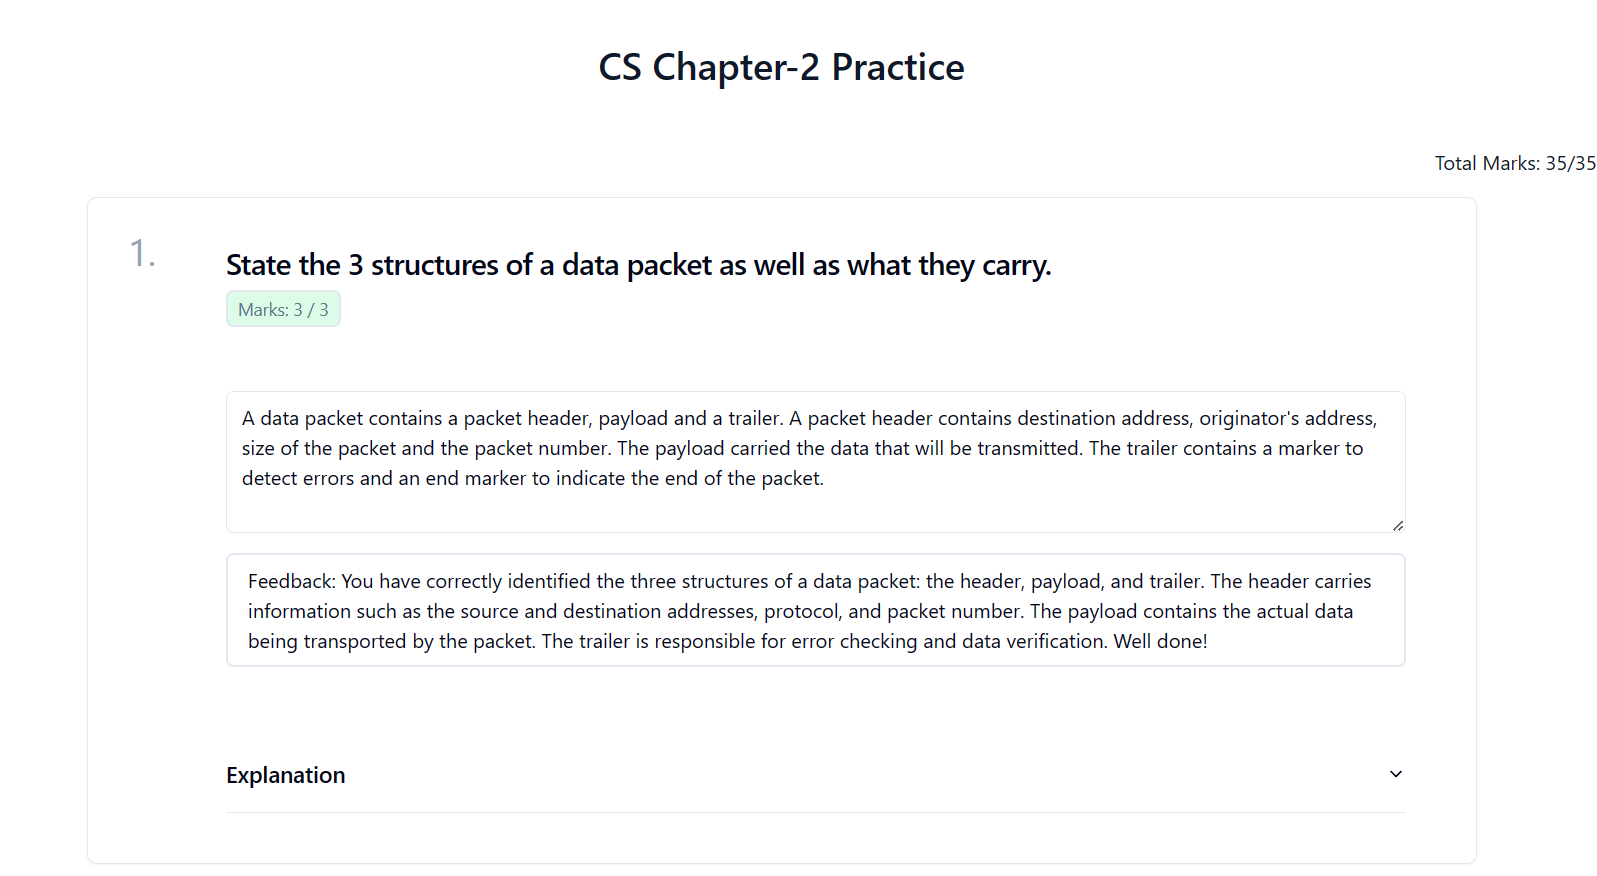 CS Chapter-2 Practice
Total Marks: 35/35
1.
State the 3 structures of a data packet as well as what they carry.
Marks: 3 / 3
A data packet contains a packet header, payload and a trailer. A packet header contains destination address, originator's address,
size of the packet and the packet number. The payload carried the data that will be transmitted. The trailer contains a marker to
detect errors and an end marker to indicate the end of the packet.
Feedback: You have correctly identified the three structures of a data packet: the header, payload, and trailer. The header carries
information such as the source and destination addresses, protocol, and packet number. The payload contains the actual data
being transported by the packet. The trailer is responsible for error checking and data verification. Well done!
Explanation